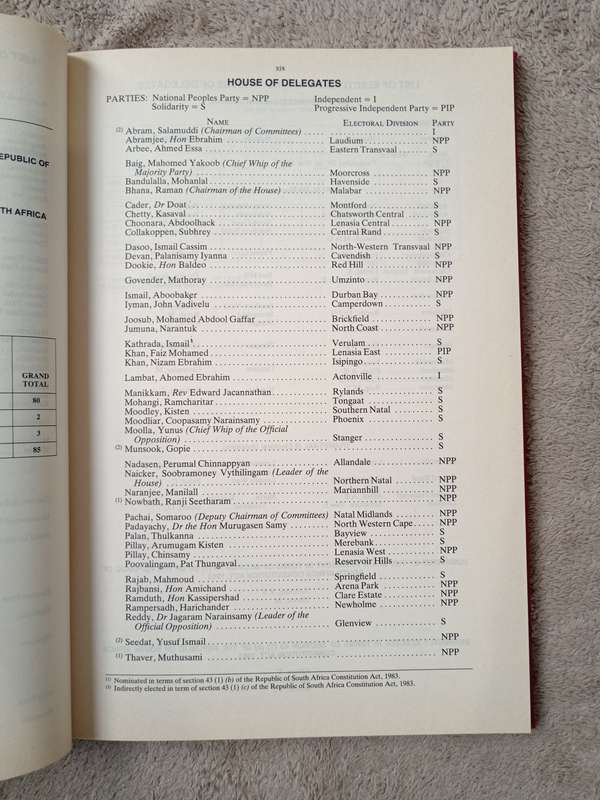 xix
HOUSE OF DELEGATES
PARTIES: National Peoples Party = NPP Independent = I
Solidarity = S Progressive Independent Party = PIP
NAME ELECTORAL DIVISION PARTY
(2) Abram, Salamuddi (Chairman of Committees) I
Abramjee, Hon Ebrahim Laudium NPP
Arbee, Ahmed Essa Eastern Transvaal S
Baig, Mahomed Yakoob (Chief Whip of the
Majority Party) Moorcross NPP
Bandulalla, Mohanlal Havenside S
Bhana, Raman (Chairman of the House) Malabar NPP
Cader, Dr Doat Montford S
Chetty, Kasaval Chatsworth Central S
Choonara, Abdoolhack Lenasia Central NPP
Collakoppen, Subhrey Central Rand S
Dasoo, Ismail Cassim North-Western Transvaal NPP
Devan, Palanisamy Iyanna Cavendish S
Dookie, Hon Baldeo Red Hill NPP
Govender, Mathoray Umzinto NPP
Ismail, Aboobaker Durban Bay NPP
Iyman, John Vadivelu Camperdown S
Joosub, Mohamed Abdool Gaffar Brickfield NPP
Jumuna, Narantuk North Coast NPP
Kathrada, Ismail Verulam S
Khan, Faiz Mohamed Lenasia East PIP
Khan, Nizam Ebrahim Isipingo S
Lambat, Ahomed Ebrahim Actonville I
Manikkam, Rev Edward Jacannathan Rylands S
Mohangi, Ramcharitar Tongaat S
Moodley, Kisten Southern Natal S
Moodliar, Coopasamy Narainsamy Phoenix S
Moolla, Yunus (Chief Whip of the Official
Opposition) Stanger S
(2) Munsook, Gopie S
Nadasen, Perumal Chinnappyan Allandale NPP
Naicker, Soobramoney Vythilingam (Leader of the
House) Northern Natal NPP
Naranjee, Manilall Mariannhill NPP
(1) Nowbath, Ranji Seetharam NPP
Pachai, Somaroo (Deputy Chairman of Committees) Natal Midlands NPP
Padayachy, Dr the Hon Murugasen Samy North Western Cape NPP
Palan, Thulkanna Bayview S
Pillay, Arumugam Kisten Merebank S
Pillay, Chinsamy Lenasia West NPP
Poovalingam, Pat Thungaval Reservoir Hills S
Rajab, Mahmoud Springfield S
Rajbansi, Hon Amichand Arena Park NPP
Ramduth, Hon Kassipershad Clare Estate NPP
Rampersadh, Harichander Newholme NPP
Reddy, Dr Jagaram Narainsamy (Leader of the
Official Opposition) Glenview S
(2) Seedat, Yusuf Ismail NPP
(1) Thaver, Muthusami NPP
(1) Nominated in terms of section 43 (1) (b) of the Republic of South Africa Constitution Act, 1983.
Indirectly elected in term of section 43 (1) (c) of the Republic of South Africa Constitution Act, 1983.
EPUBLIC OF
TH AFRICA
GRAND
TOTAL
80
2
3
85